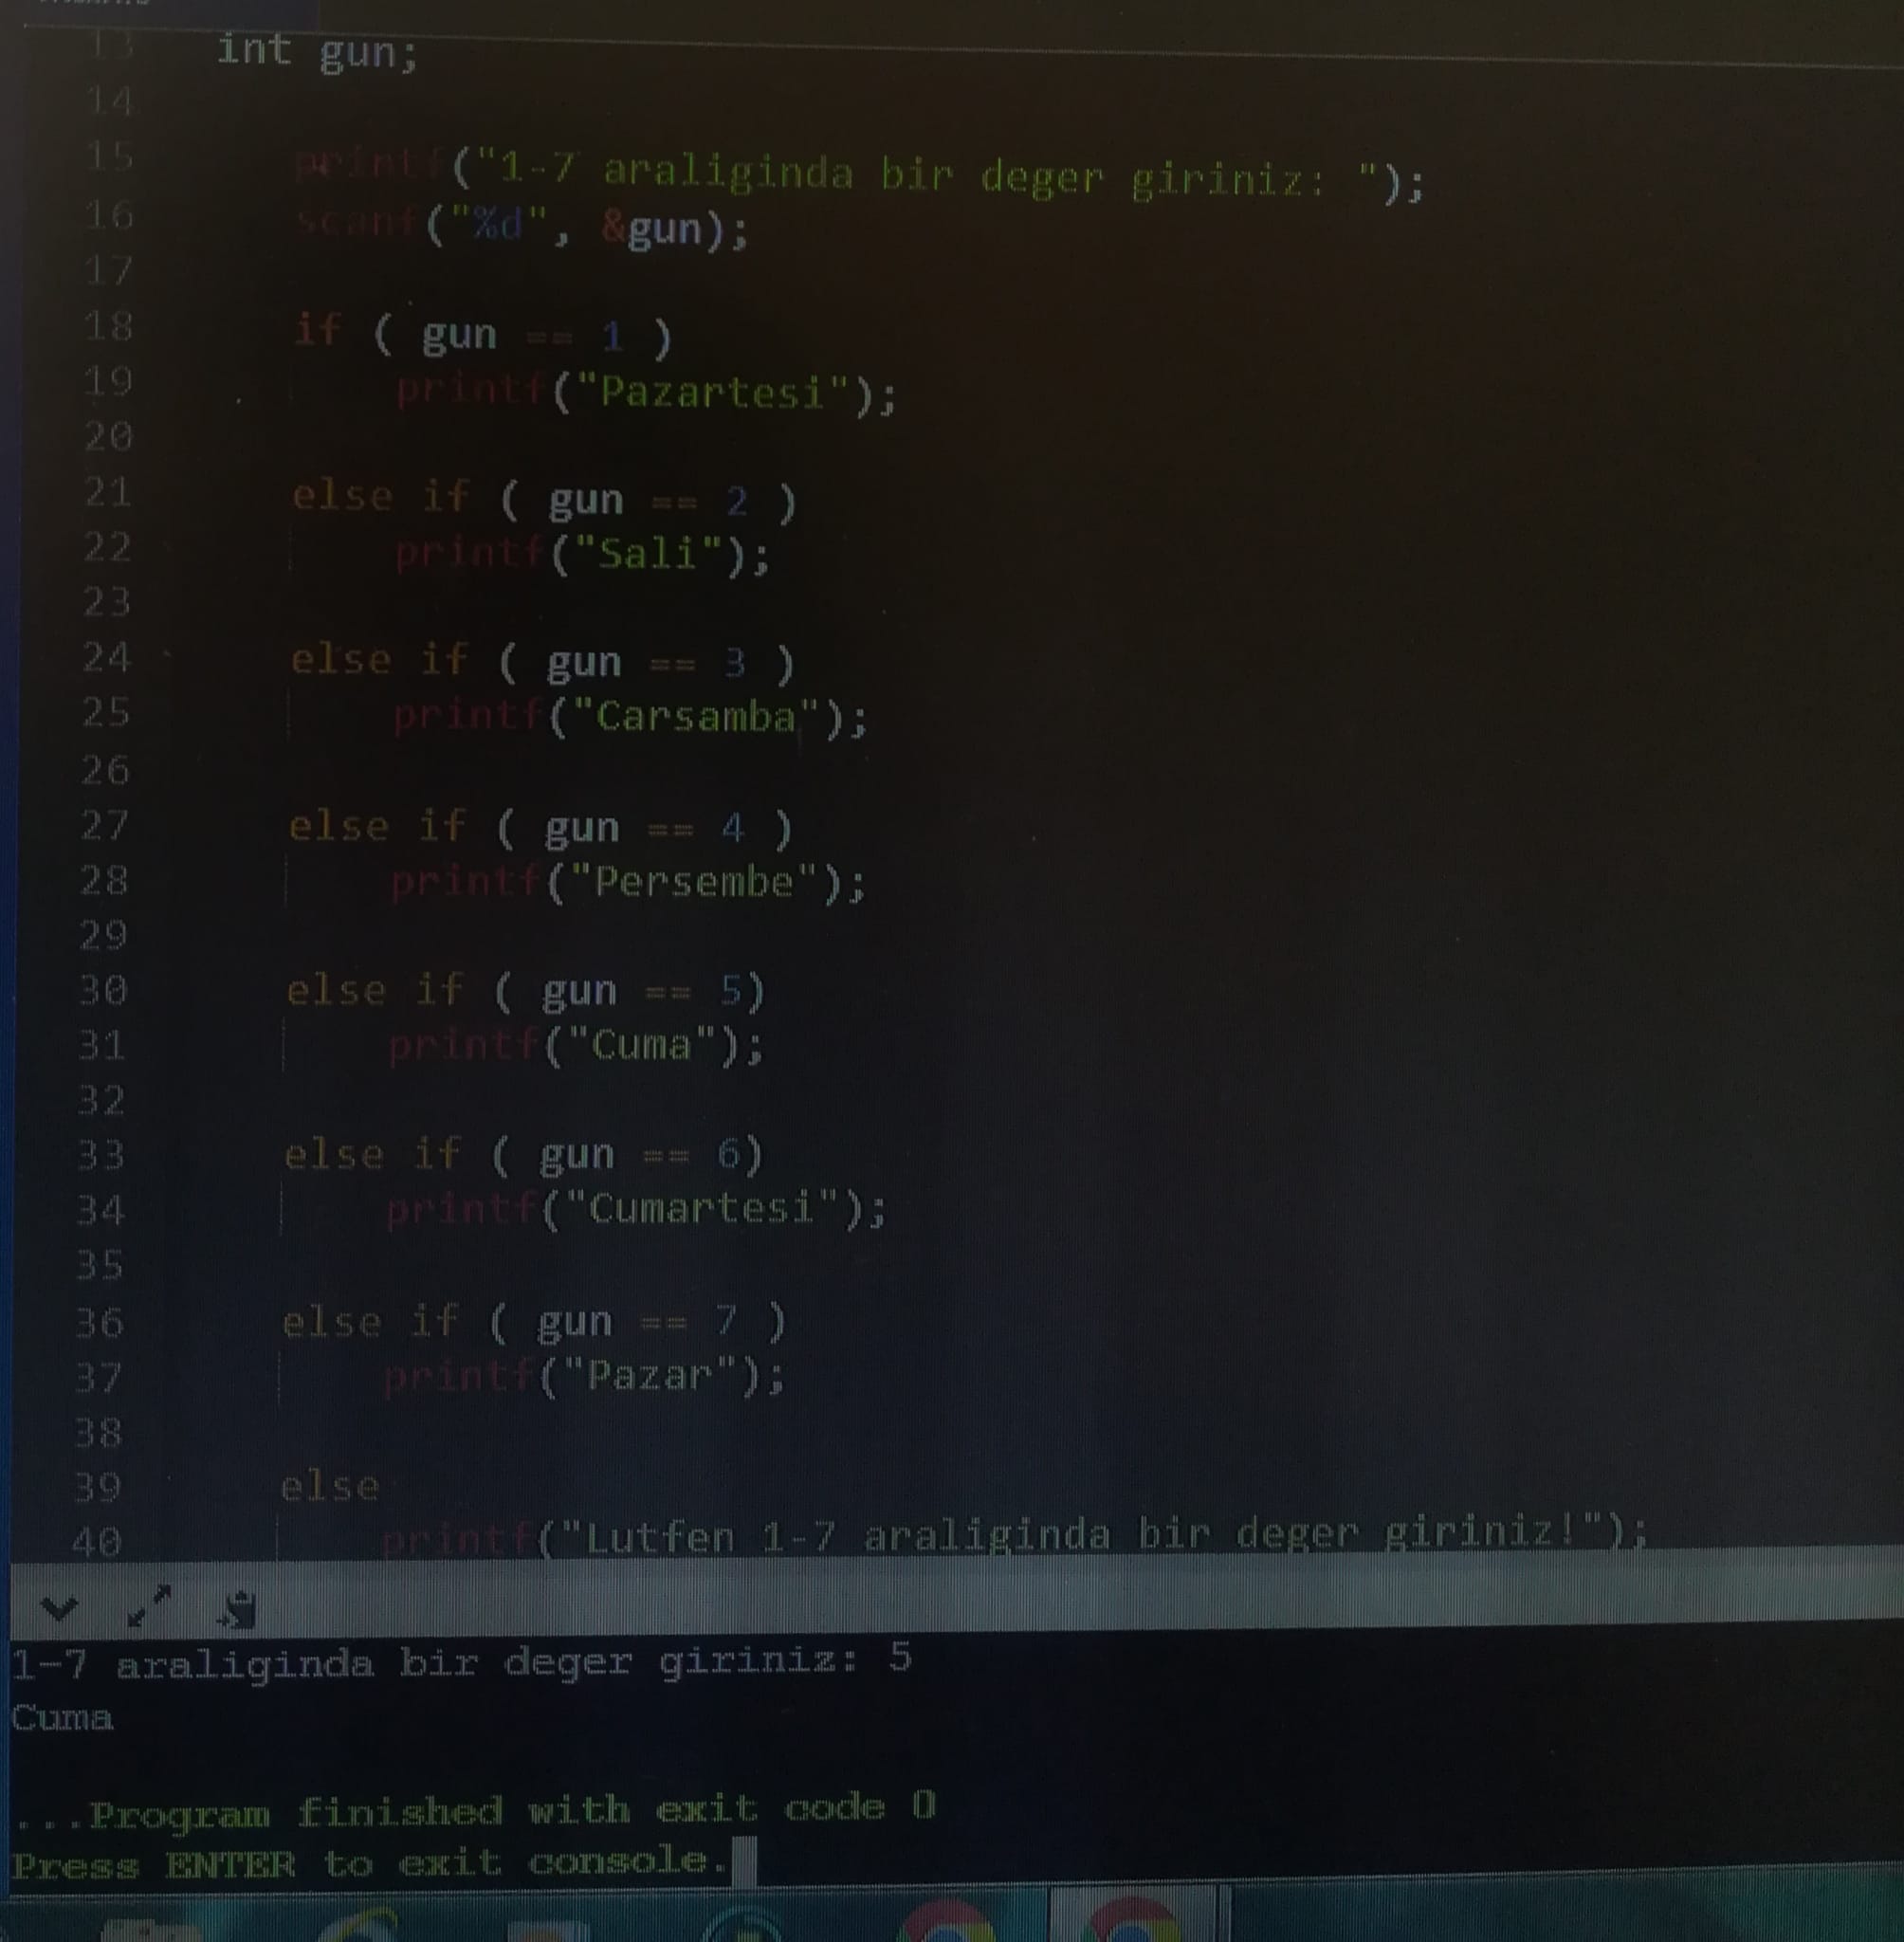 13 int gun;
14
15 printf("1-7 araliginda bir deger giriniz: ");
16 scanf("%d", &gun);
17
18 if ( gun == 1 )
19 printf("Pazartesi");
20
21 else if ( gun == 2 )
22 printf("Sali");
23
24 else if ( gun == 3 )
25 printf("Carsamba");
26
27 else if ( gun == 4 )
28 printf("Persembe");
29
30 else if ( gun == 5)
31 printf("Cuma");
32
33 else if ( gun == 6)
34 printf("Cumartesi");
35
36 else if ( gun == 7 )
37 printf("Pazar");
38
39 else
40 printf("Lutfen 1-7 araliginda bir deger giriniz!");
1-7 araliginda bir deger giriniz: 5
Cuma
...Program finished with exit code 0
Press ENTER to exit console.